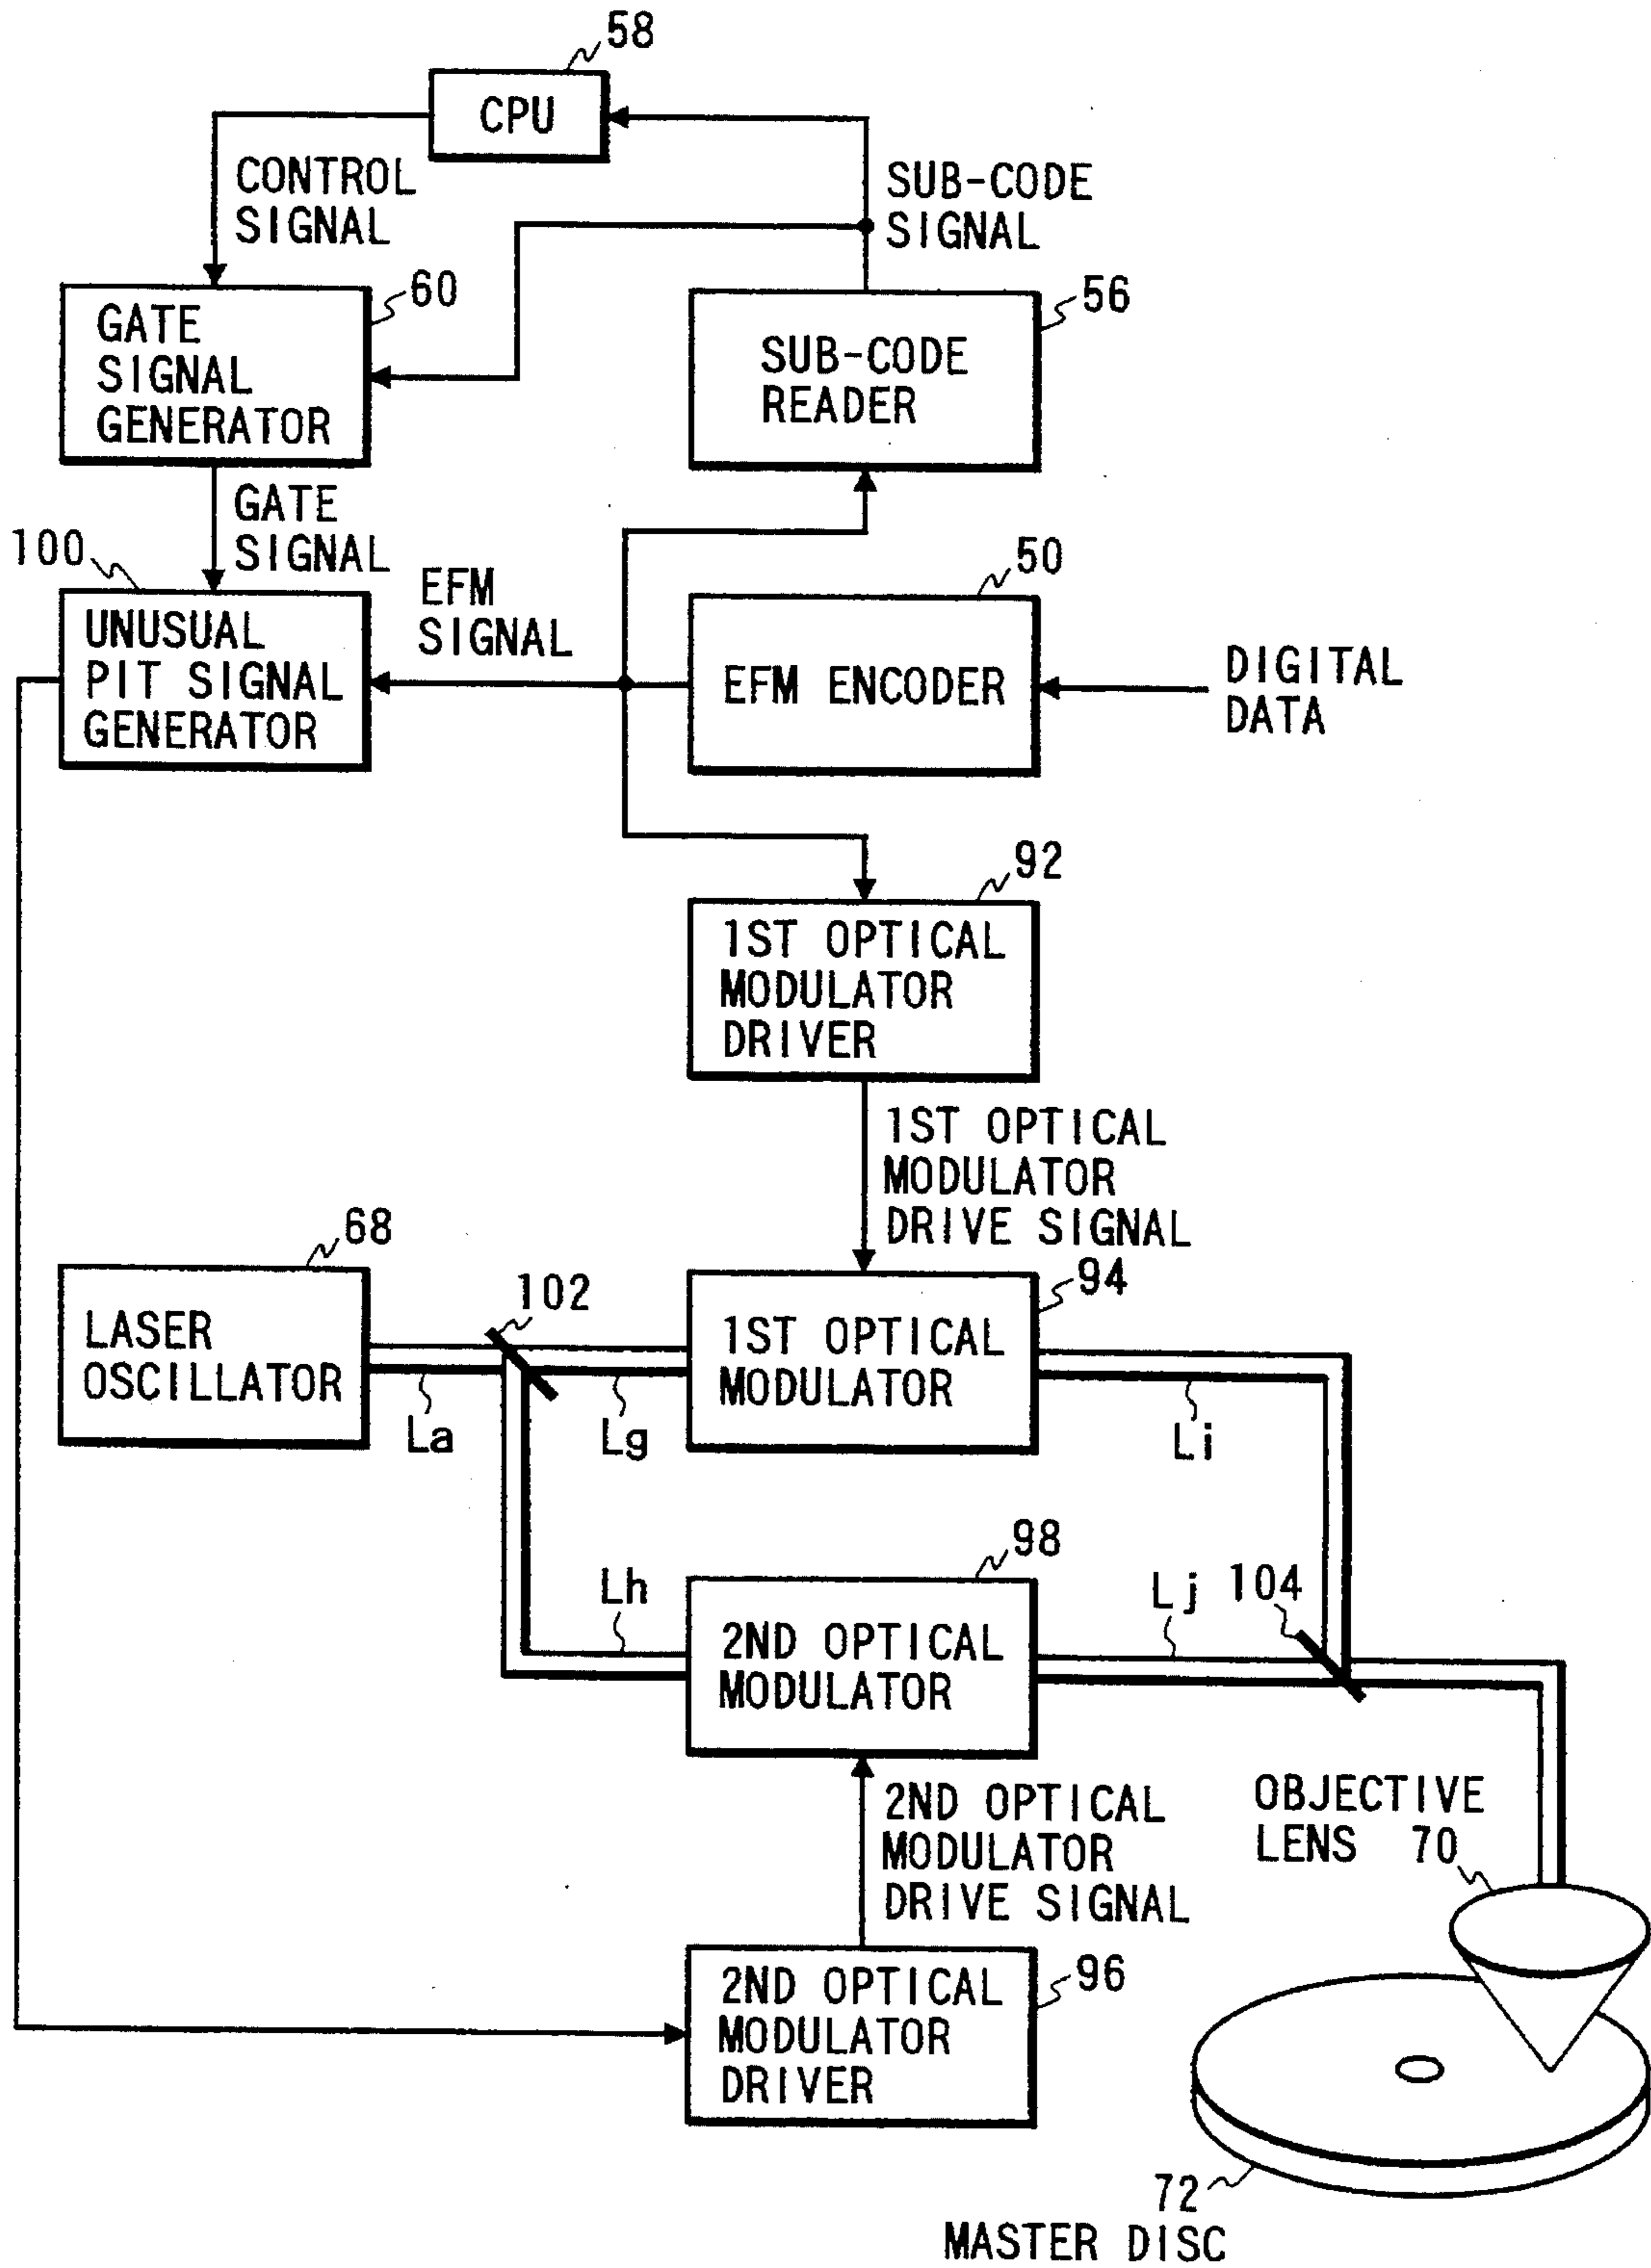 58
CPU
CONTROL
SIGNAL
SUB-CODE
SIGNAL
60
GATE
SIGNAL
GENERATOR
56
SUB-CODE
READER
GATE
SIGNAL
100
UNUSUAL
PIT SIGNAL
GENERATOR
EFM
SIGNAL
50
EFM ENCODER
DIGITAL
DATA
92
1ST OPTICAL
MODULATOR
DRIVER
1ST OPTICAL
MODULATOR
DRIVE SIGNAL
68
LASER
OSCILLATOR
102
94
1ST OPTICAL
MODULATOR
La
Lg
Li
98
Lh
2ND OPTICAL
MODULATOR
Lj
104
2ND OPTICAL
MODULATOR
DRIVE SIGNAL
OBJECTIVE
LENS 70
96
2ND OPTICAL
MODULATOR
DRIVER
72
MASTER DISC